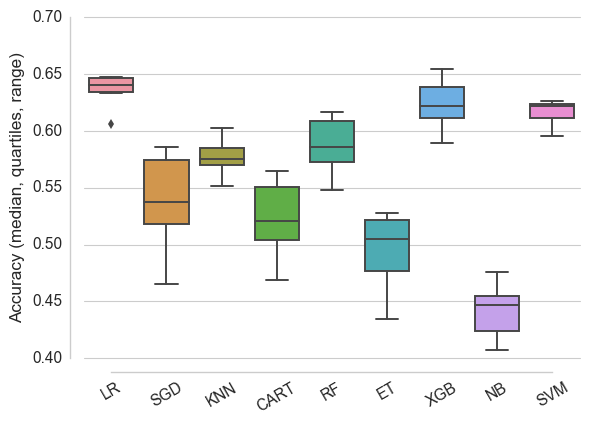 Accuracy (median, quartiles, range)
0.70
0.65
0.60
0.55
0.50
0.45
0.40
LR
SGD
KNN
CART
RF
ET
XGB
NB
SVM